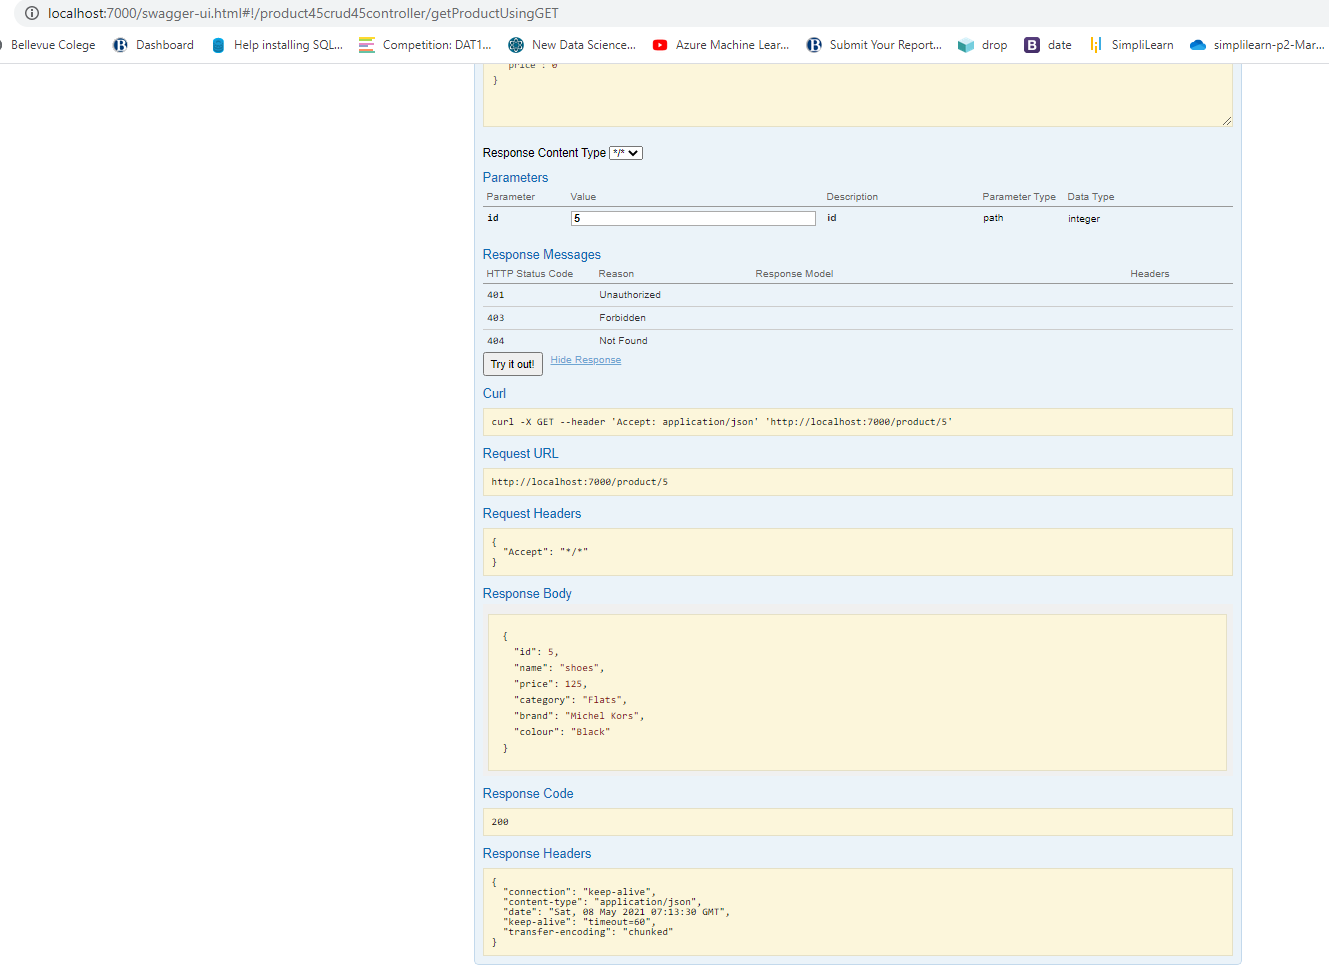 localhost:7000/swagger-ui.html#!/product45crud45controller/getProductUsingGET
Bellevue Colege Dashboard Help installing SQL... Competition: DAT1... New Data Science... Azure Machine Lear... Submit Your Report... drop date SimpliLearn simplilearn-p2-Mar...
price : 0
}
Response Content Type */*
Parameters
Parameter Value Description Parameter Type Data Type
id 5 id path integer
Response Messages
HTTP Status Code Reason Response Model Headers
401 Unauthorized
403 Forbidden
404 Not Found
Try it out! Hide Response
Curl
curl -X GET --header 'Accept: application/json' 'http://localhost:7000/product/5'
Request URL
http://localhost:7000/product/5
Request Headers
{
"Accept": "*/*"
}
Response Body
{
"id": 5,
"name": "shoes",
"price": 125,
"category": "Flats",
"brand": "Michel Kors",
"colour": "Black"
}
Response Code
200
Response Headers
{
"connection": "keep-alive",
"content-type": "application/json",
"date": "Sat, 08 May 2021 07:13:30 GMT",
"keep-alive": "timeout=60",
"transfer-encoding": "chunked"
}